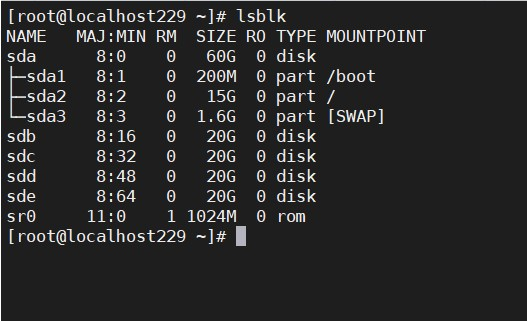 [root@localhost229 ~]# lsblk
NAME   MAJ:MIN RM  SIZE RO TYPE MOUNTPOINT
sda      8:0    0   60G  0 disk
├─sda1   8:1    0  200M  0 part /boot
├─sda2   8:2    0   15G  0 part /
└─sda3   8:3    0  1.6G  0 part [SWAP]
sdb      8:16   0   20G  0 disk
sdc      8:32   0   20G  0 disk
sdd      8:48   0   20G  0 disk
sde      8:64   0   20G  0 disk
sr0     11:0    1 1024M  0 rom
[root@localhost229 ~]#